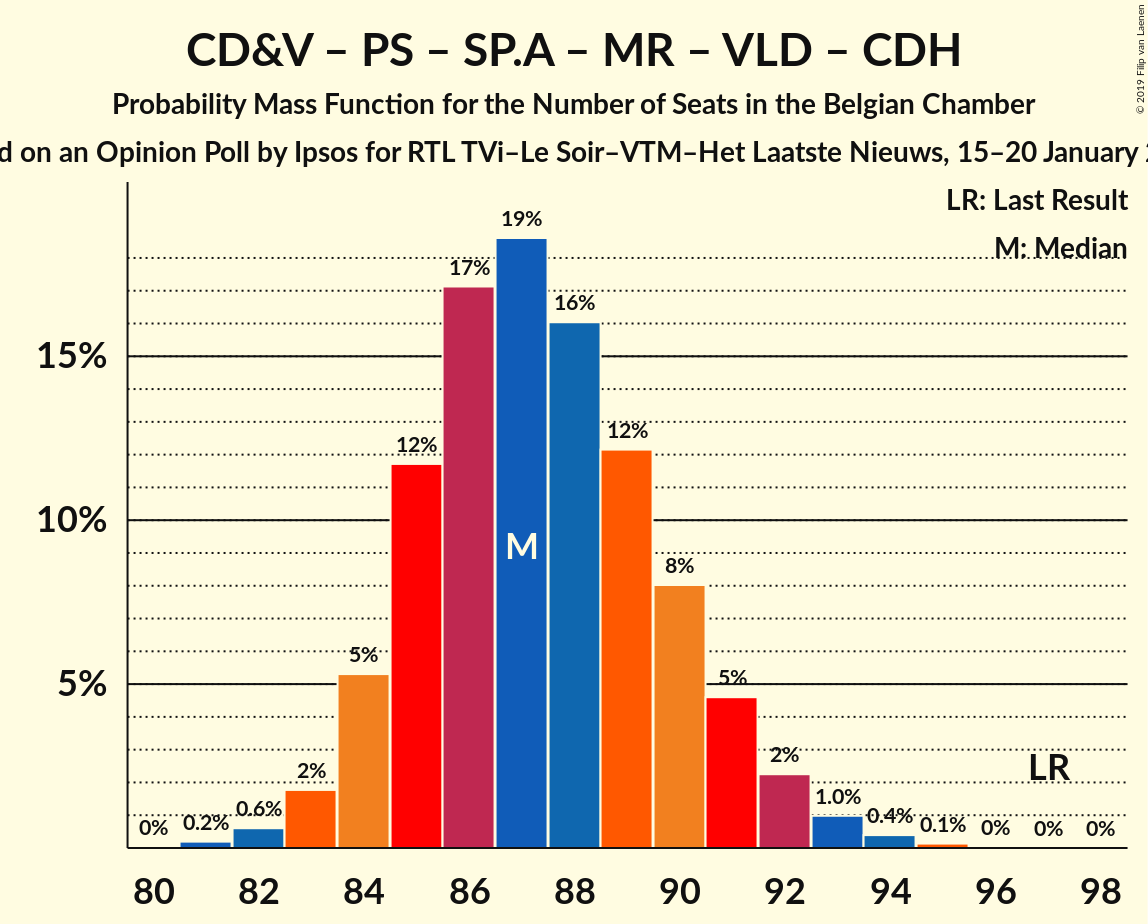 CD&V – PS – SP.A – MR – VLD – CDH
Probability Mass Function for the Number of Seats in the Belgian Chamber
on an Opinion Poll by Ipsos for RTL TVi–Le Soir–VTM–Het Laatste Nieuws, 15–20 January
© 2019 Filip van Laenen
LR: Last Result
M: Median
19%
17%
16%
15%
12%
12%
10%
M
8%
5%
5%
5%
2%
LR
2%
1.0%
0% 0.2% 0.6% 0.4% 0.1% 0% 0% 0%
80 82 84 86 88 90 92 94 96 98